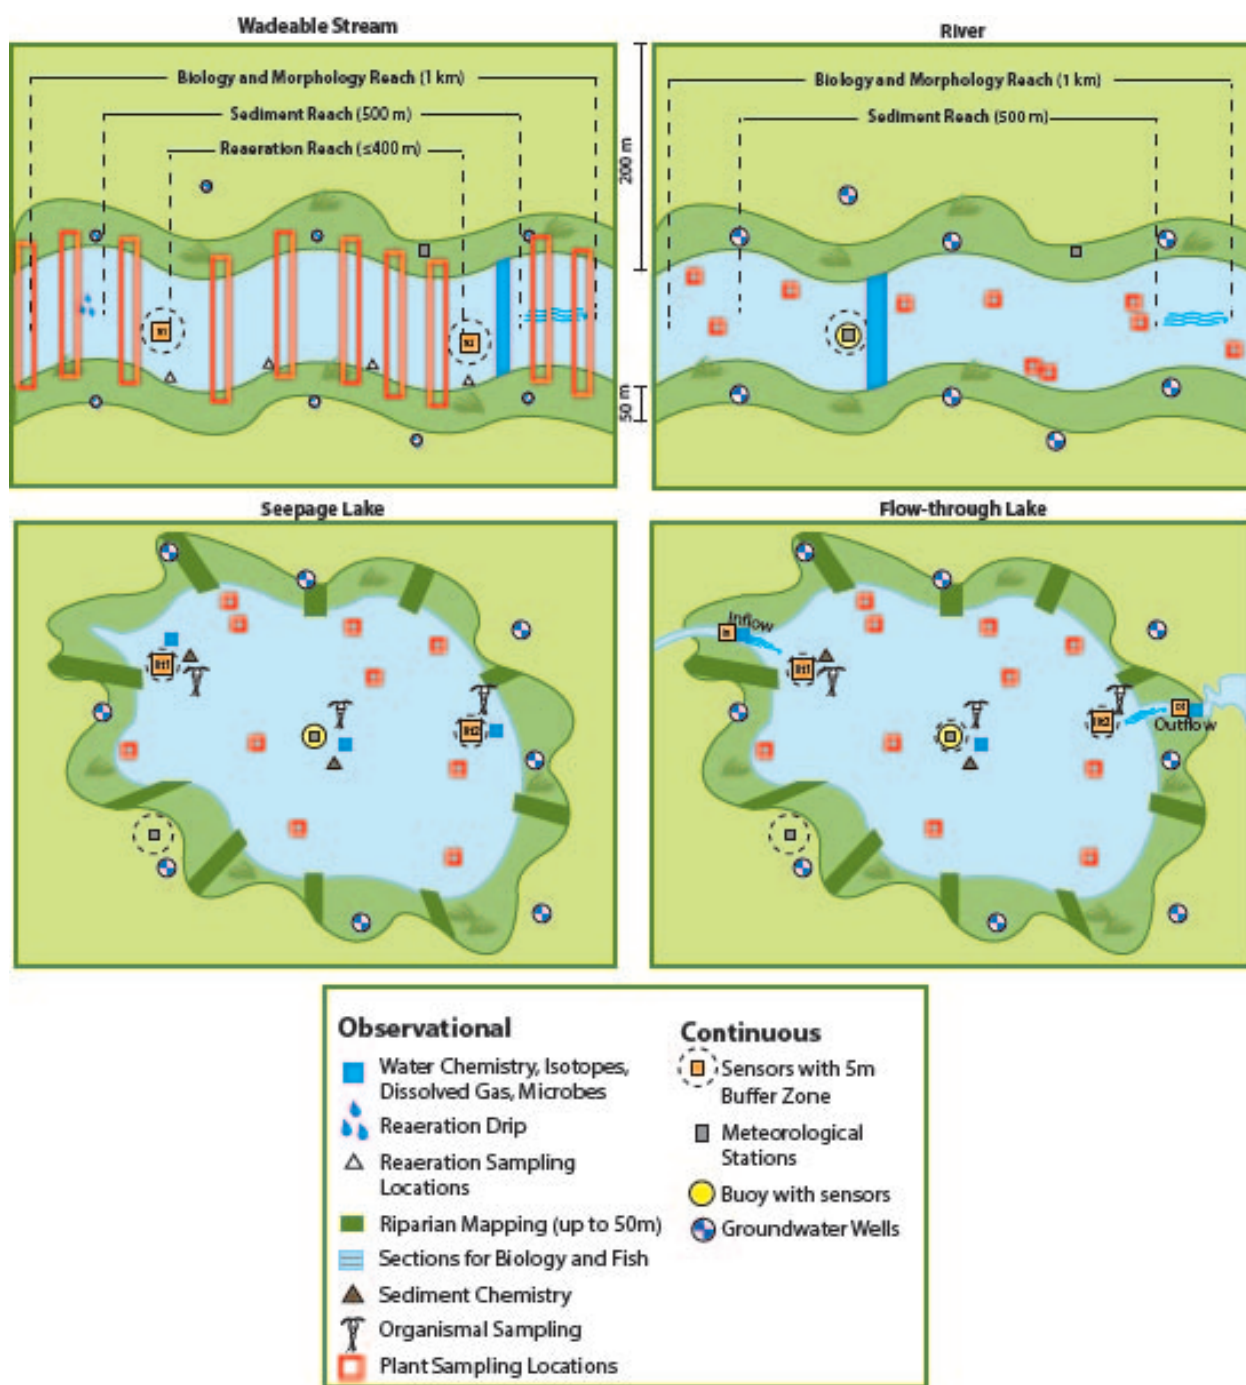 Wadeable Stream
Biology and Morphology Reach (1 km)
Sediment Reach (500 m)
Reaeration Reach (≤400 m)
200 m
50 m
River
Biology and Morphology Reach (1 km)
Sediment Reach (500 m)
Seepage Lake
Flow-through Lake
Inflow
Outflow
Observational
Water Chemistry, Isotopes,
Dissolved Gas, Microbes
Reaeration Drip
Reaeration Sampling
Locations
Riparian Mapping (up to 50m)
Sections for Biology and Fish
Sediment Chemistry
Organismal Sampling
Plant Sampling Locations
Continuous
Sensors with 5m
Buffer Zone
Meteorological
Stations
Buoy with sensors
Groundwater Wells